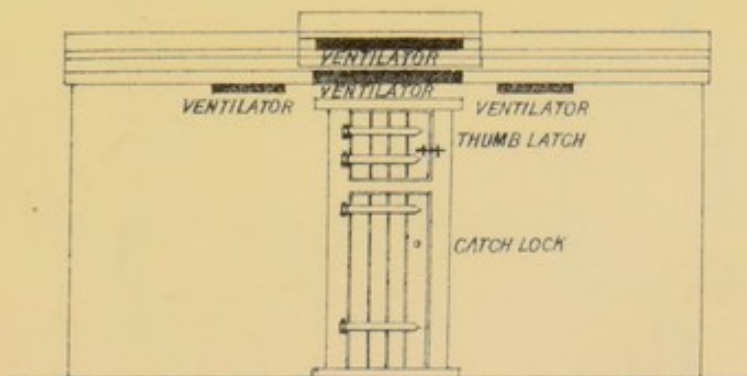 VENTILATOR
VENTILATOR
VENTILATOR
VENTILATOR
THUMB LATCH
CATCH LOCK